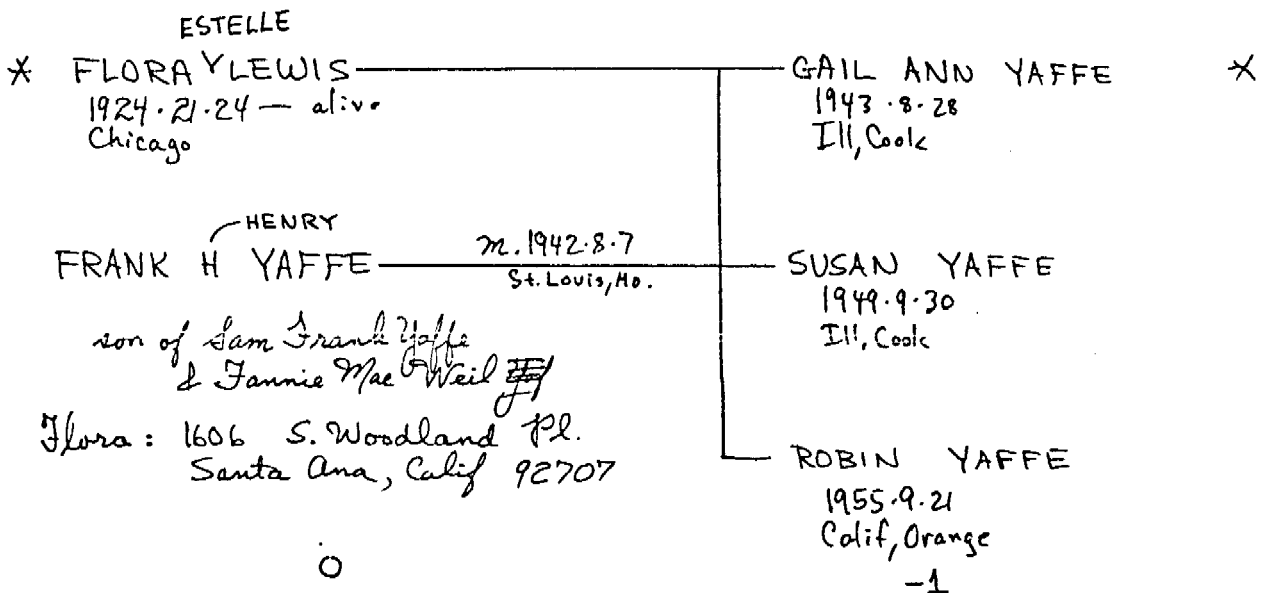 ESTELLE
* FLORA Y LEWIS
1924.21.24 — alive
Chicago
GAIL ANN YAFFE *
1943.8.28
Ill, Cook
HENRY
FRANK H YAFFE
m. 1942.8.7
St. Louis, Mo.
SUSAN YAFFE
1949.9.30
Ill, Cook
son of Sam Frank Yaffe
& Fannie Mae Weil
Flora: 1606 S. Woodland Pl.
Santa Ana, Calif 92707
ROBIN YAFFE
1955.9.21
Calif, Orange
-1